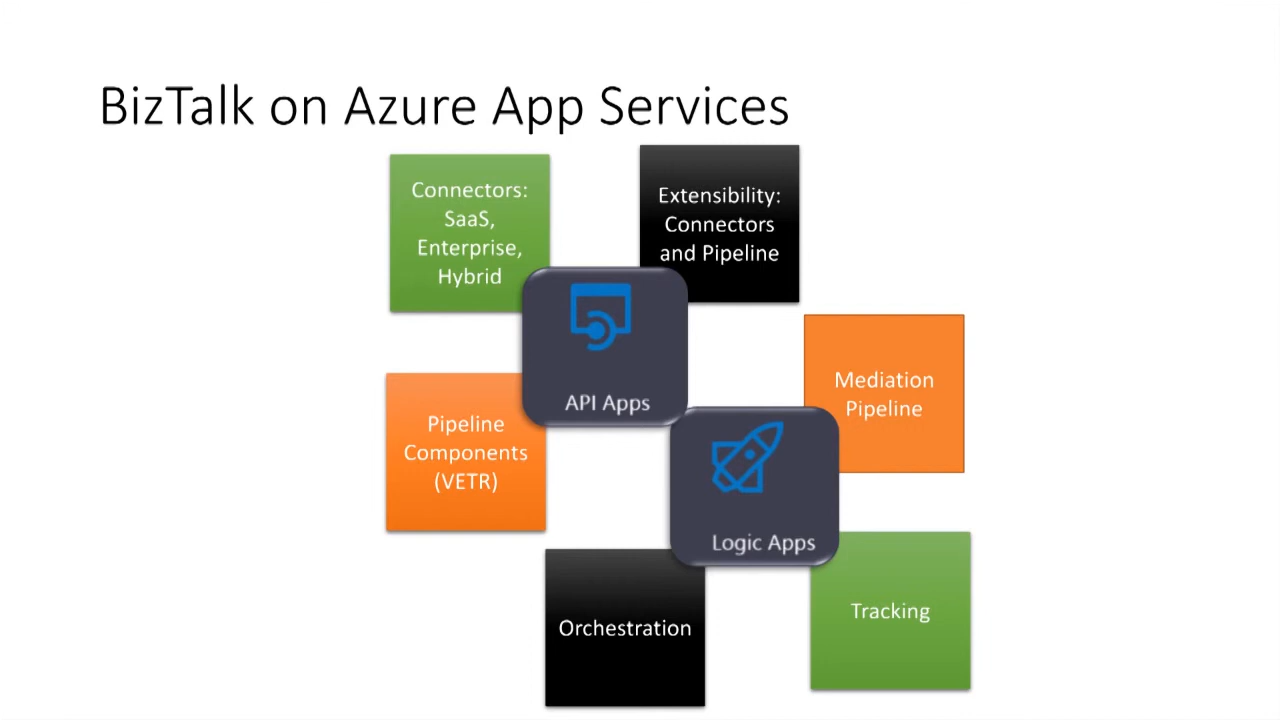 BizTalk on Azure App Services
Connectors:
SaaS,
Enterprise,
Hybrid
Extensibility:
Connectors
and Pipeline
API Apps
Mediation
Pipeline
Pipeline
Components
(VETR)
Logic Apps
Orchestration
Tracking